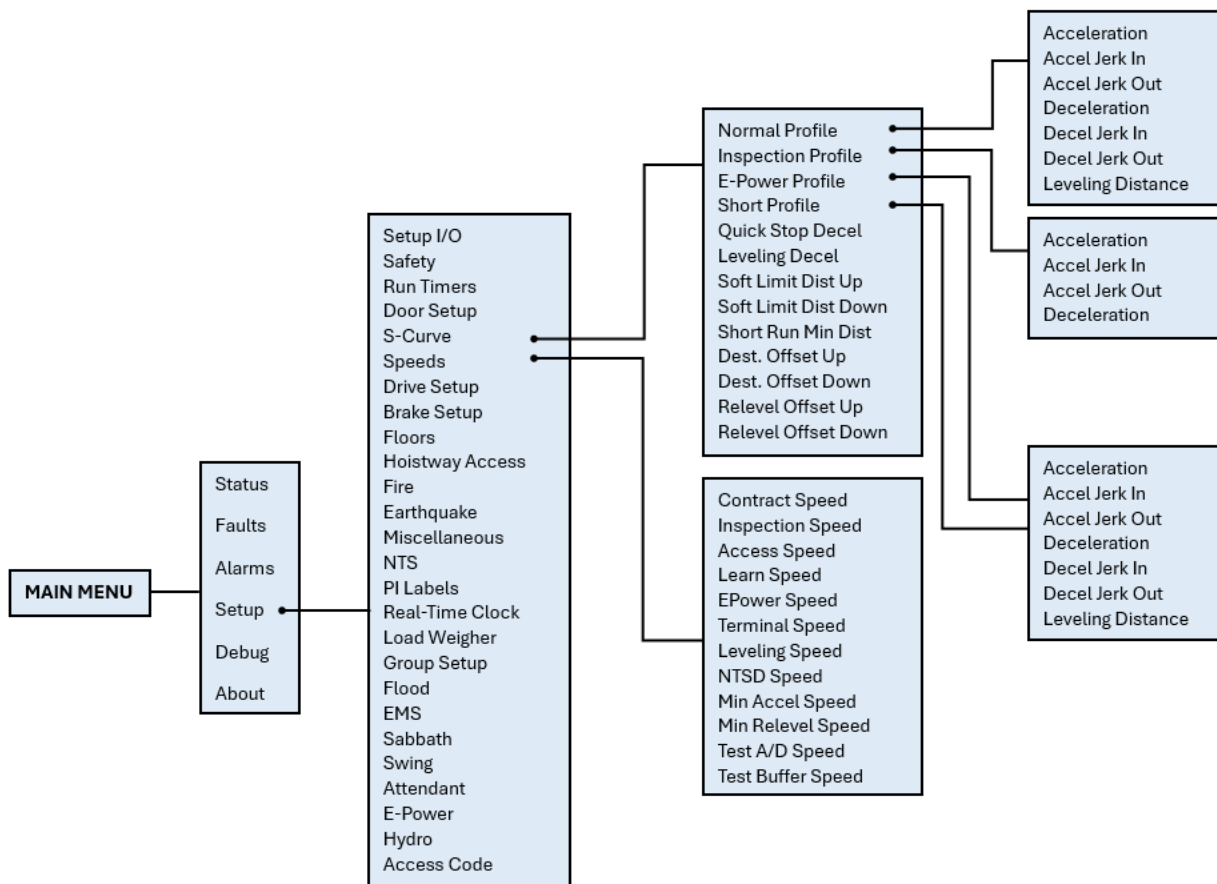 MAIN MENU
Status
Faults
Alarms
Setup
Debug
About
Setup I/O
Safety
Run Timers
Door Setup
S-Curve
Speeds
Drive Setup
Brake Setup
Floors
Hoistway Access
Fire
Earthquake
Miscellaneous
NTS
PI Labels
Real-Time Clock
Load Weigher
Group Setup
Flood
EMS
Sabbath
Swing
Attendant
E-Power
Hydro
Access Code
Normal Profile
Inspection Profile
E-Power Profile
Short Profile
Quick Stop Decel
Leveling Decel
Soft Limit Dist Up
Soft Limit Dist Down
Short Run Min Dist
Dest. Offset Up
Dest. Offset Down
Relevel Offset Up
Relevel Offset Down
Contract Speed
Inspection Speed
Access Speed
Learn Speed
EPower Speed
Terminal Speed
Leveling Speed
NTSD Speed
Min Accel Speed
Min Relevel Speed
Test A/D Speed
Test Buffer Speed
Acceleration
Accel Jerk In
Accel Jerk Out
Deceleration
Decel Jerk In
Decel Jerk Out
Leveling Distance
Acceleration
Accel Jerk In
Accel Jerk Out
Deceleration
Acceleration
Accel Jerk In
Accel Jerk Out
Deceleration
Decel Jerk In
Decel Jerk Out
Leveling Distance